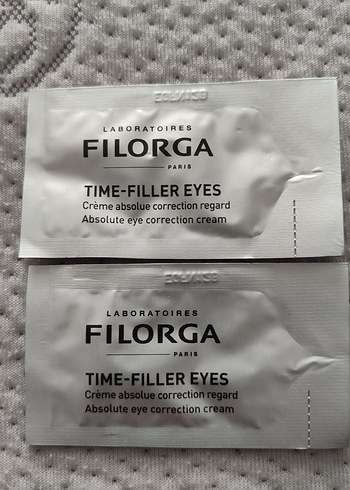 LABORATOIRES
FILORGA
PARIS
TIME-FILLER EYES
Crème absolue correction regard
Absolute eye correction cream
LABORATOIRES
FILORGA
PARIS
TIME-FILLER EYES
Crème absolue correction regard
Absolute eye correction cream